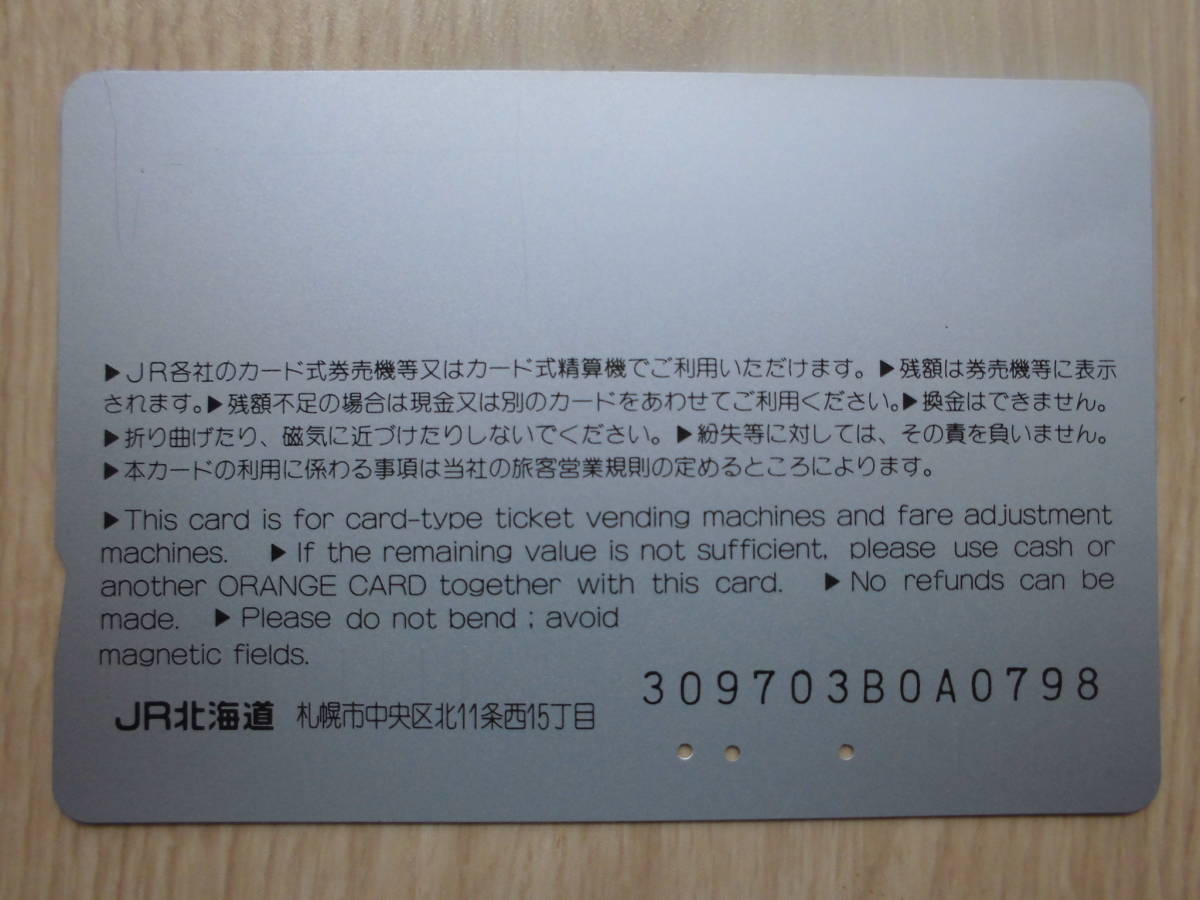 ▶JR各社のカード式券売機等又はカード式精算機でご利用いただけます。▶残額は券売機等に表示
されます。▶残額不足の場合は現金又は別のカードをあわせてご利用ください。▶換金はできません。
▶折り曲げたり、磁気に近づけたりしないでください。▶紛失等に対しては、その責を負いません。
▶本カードの利用に係わる事項は当社の旅客営業規則の定めるところによります。
▶This card is for card-type ticket vending machines and fare adjustment
machines. ▶If the remaining value is not sufficient, please use cash or
another ORANGE CARD together with this card. ▶No refunds can be
made. ▶Please do not bend ; avoid
magnetic fields.
309703B0A0798
JR北海道 札幌市中央区北11条西15丁目